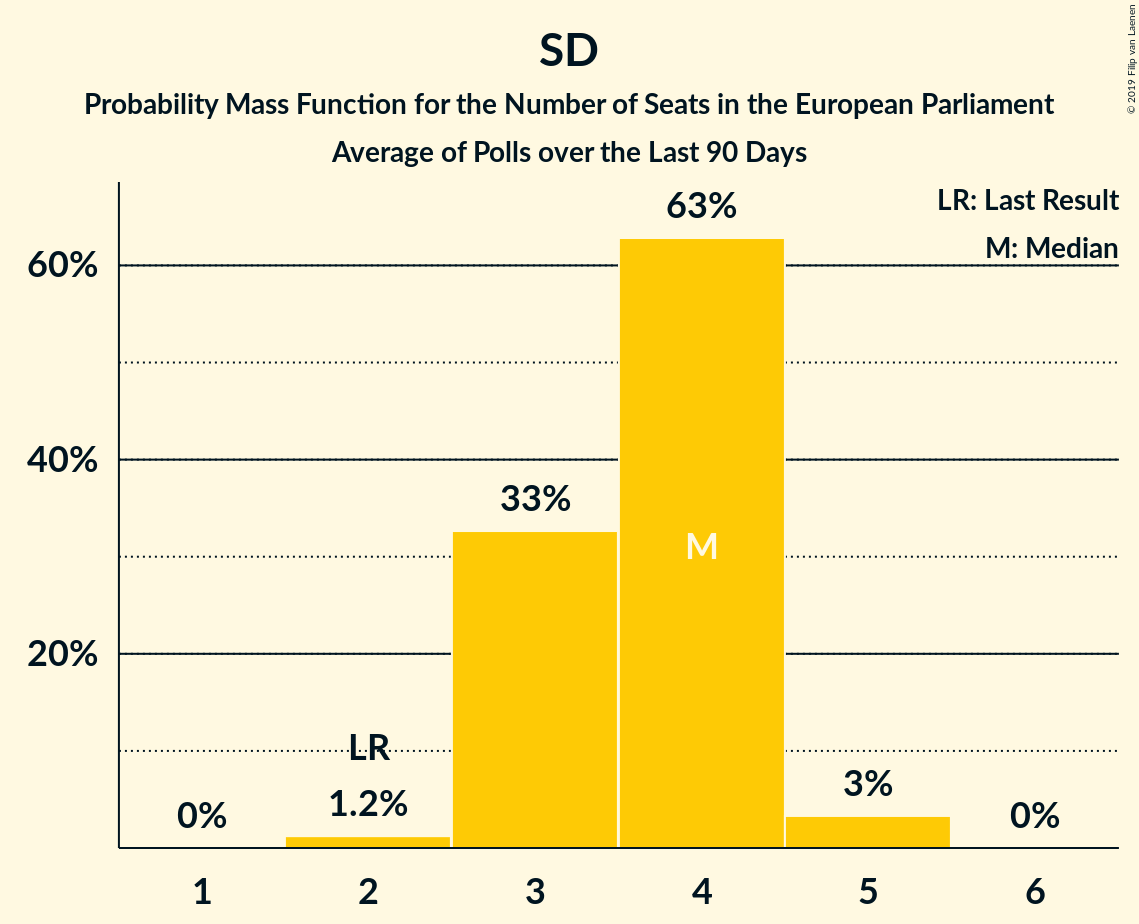 SD
Probability Mass Function for the Number of Seats in the European Parliament
Average of Polls over the Last 90 Days
© 2019 Filip van Laenen
LR: Last Result
M: Median
63%
60%
40%
33%
M
20%
LR
1.2%
3%
0%
0%
1 2 3 4 5 6